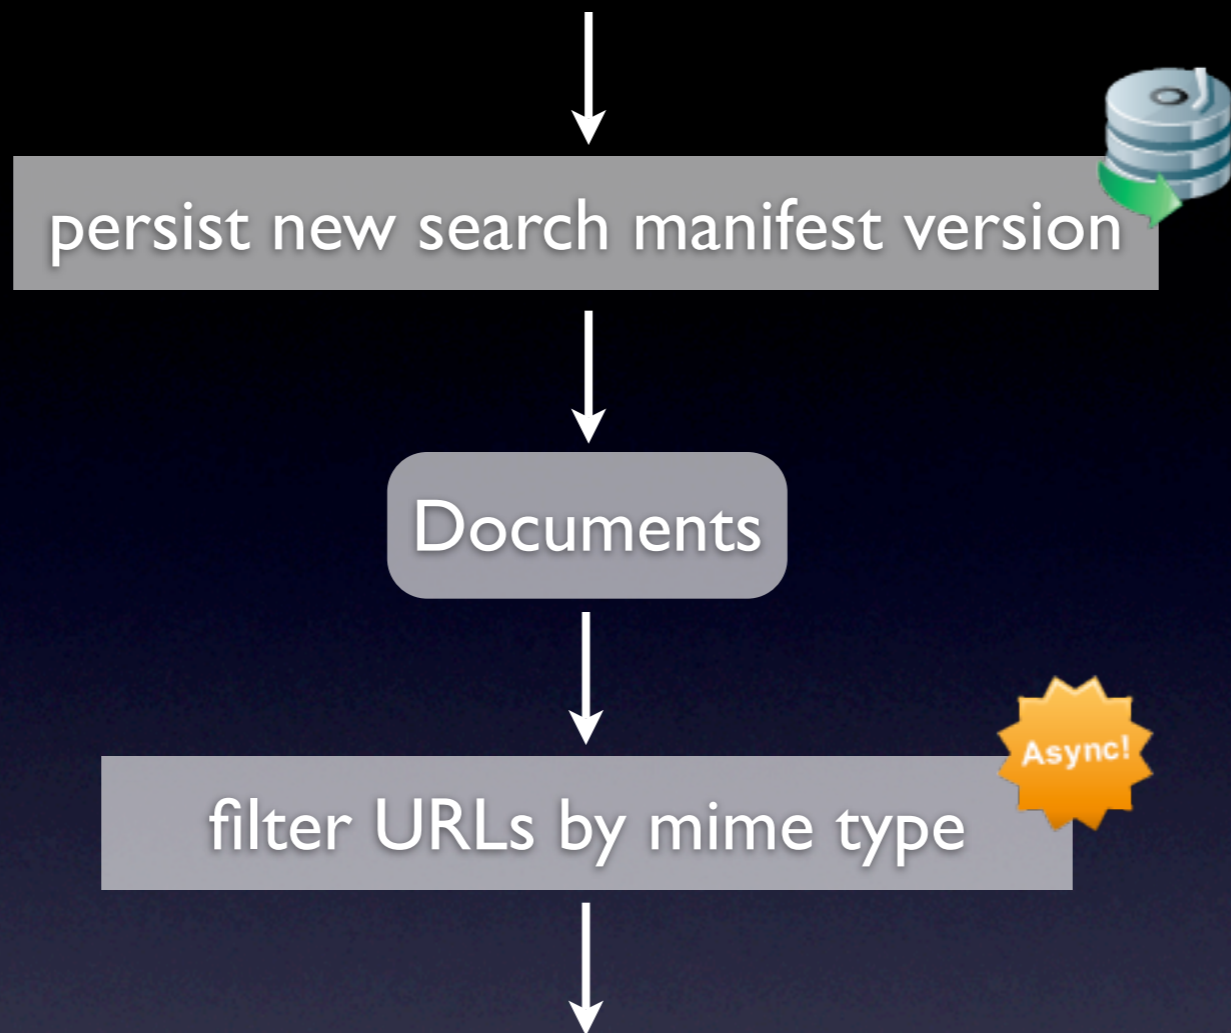 persist new search manifest version
Documents
Async!
filter URLs by mime type